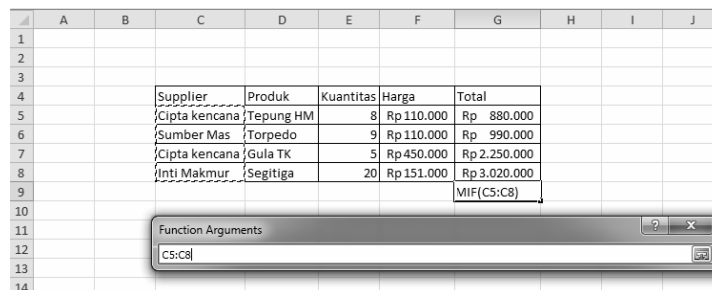 A B C D E F G H I J
1
2
3
4 Supplier Produk Kuantitas Harga Total
5 Cipta kencana Tepung HM 8 Rp 110.000 Rp 880.000
6 Sumber Mas Torpedo 9 Rp 110.000 Rp 990.000
7 Cipta kencana Gula TK 5 Rp 450.000 Rp 2.250.000
8 Inti Makmur Segitiga 20 Rp 151.000 Rp 3.020.000
9 MIF(C5:C8)
10
11 Function Arguments ? X
12 C5:C8
13
14